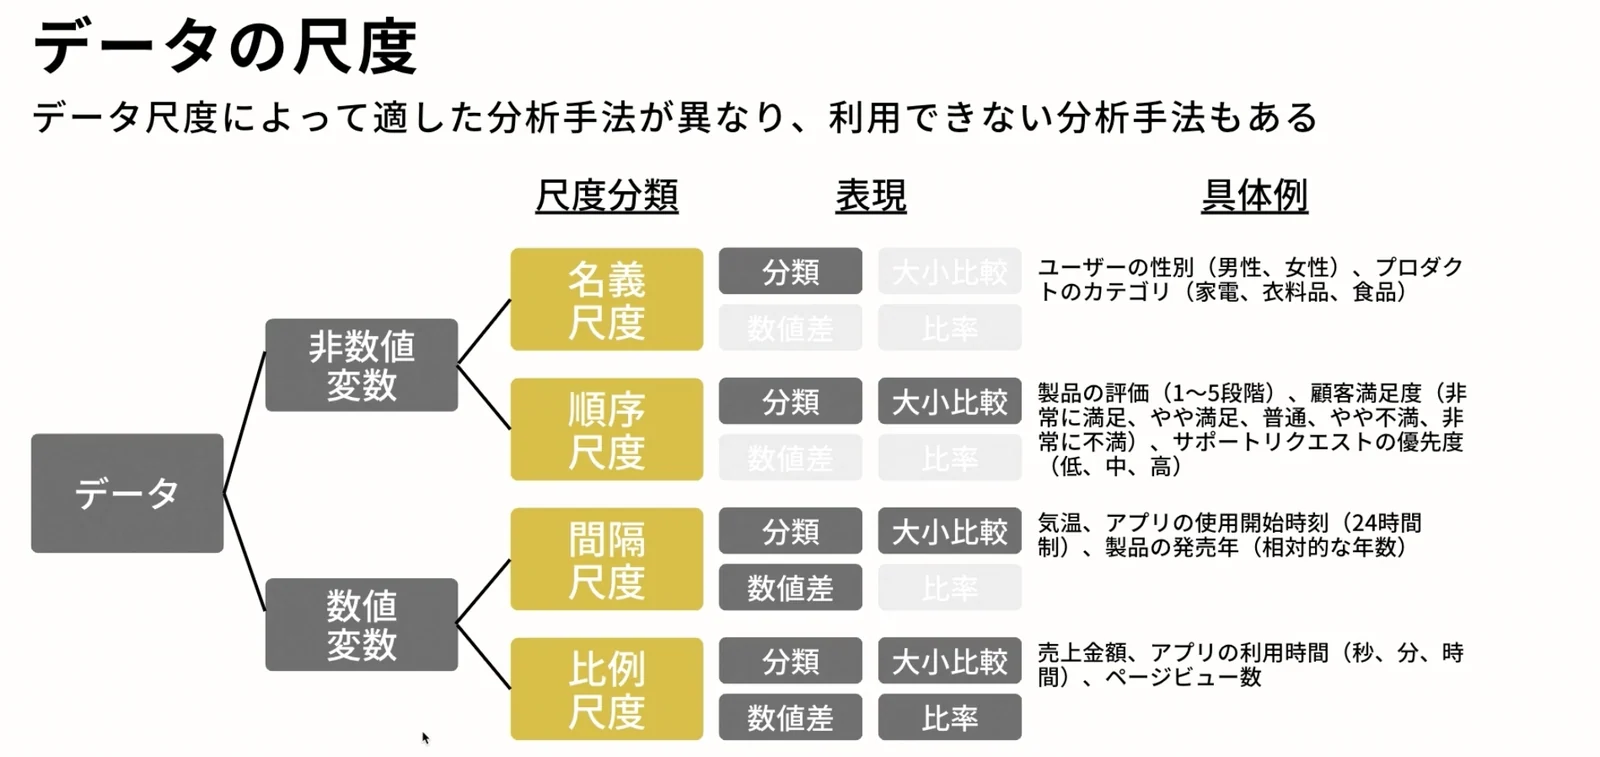 データの尺度
データ尺度によって適した分析手法が異なり、利用できない分析手法もある
尺度分類
表現
具体例
データ
非数値
変数
数値
変数
名義
尺度
分類
大小比較
数値差
比率
ユーザーの性別（男性、女性）、プロダク
トのカテゴリ（家電、衣料品、食品）
順序
尺度
分類
大小比較
数値差
比率
製品の評価（1〜5段階）、顧客満足度（非
常に満足、やや満足、普通、やや不満、非
常に不満）、サポートリクエストの優先度
（低、中、高）
間隔
尺度
分類
大小比較
数値差
比率
気温、アプリの使用開始時刻（24時間
制）、製品の発売年（相対的な年数）
比例
尺度
分類
大小比較
数値差
比率
売上金額、アプリの利用時間（秒、分、時
間）、ページビュー数